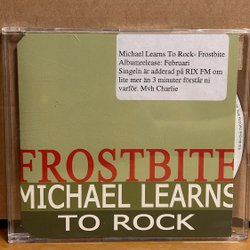 Michael Learns To Rock- Frostbite
Albumrelease: Februari
Singeln är adderad på RIX FM om
lite mer än 3 minuter förstår ni
varför. Mvh Charlie
FROSTBITE
MICHAEL LEARNS
TO ROCK